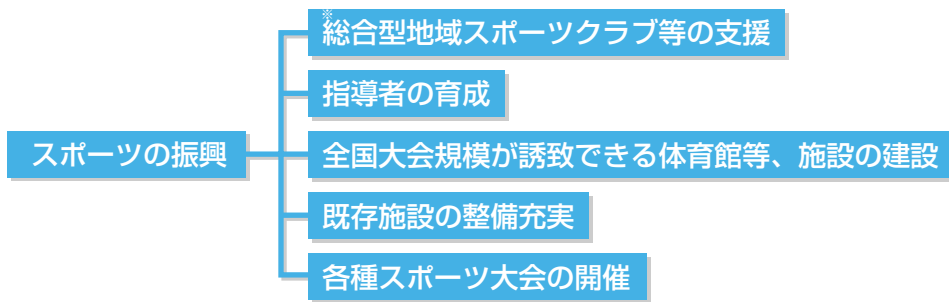 ※総合型地域スポーツクラブ等の支援
指導者の育成
スポーツの振興
全国大会規模が誘致できる体育館等、施設の建設
既存施設の整備充実
各種スポーツ大会の開催